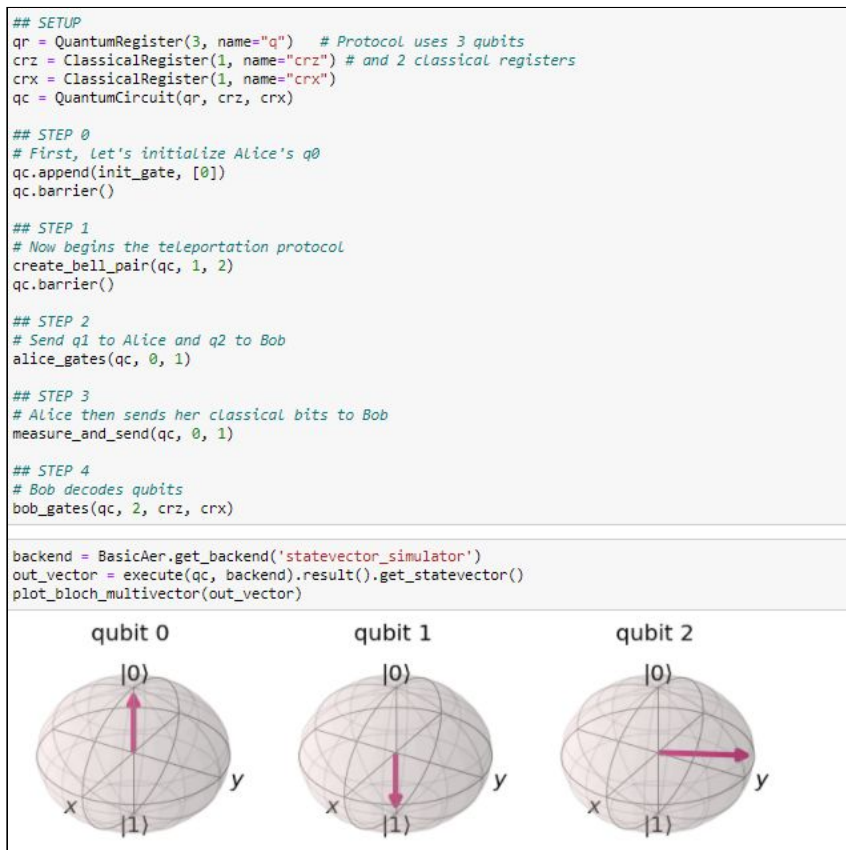 ## SETUP
qr = QuantumRegister(3, name="q")   # Protocol uses 3 qubits
crz = ClassicalRegister(1, name="crz") # and 2 classical registers
crx = ClassicalRegister(1, name="crx")
qc = QuantumCircuit(qr, crz, crx)

## STEP 0
# First, let's initialize Alice's q0
qc.append(init_gate, [0])
qc.barrier()

## STEP 1
# Now begins the teleportation protocol
create_bell_pair(qc, 1, 2)
qc.barrier()

## STEP 2
# Send q1 to Alice and q2 to Bob
alice_gates(qc, 0, 1)

## STEP 3
# Alice then sends her classical bits to Bob
measure_and_send(qc, 0, 1)

## STEP 4
# Bob decodes qubits
bob_gates(qc, 2, crz, crx)

backend = BasicAer.get_backend('statevector_simulator')
out_vector = execute(qc, backend).result().get_statevector()
plot_bloch_multivector(out_vector)

qubit 0 qubit 1 qubit 2
|0⟩ |0⟩ |0⟩
y y y
x x x
|1⟩ |1⟩ |1⟩